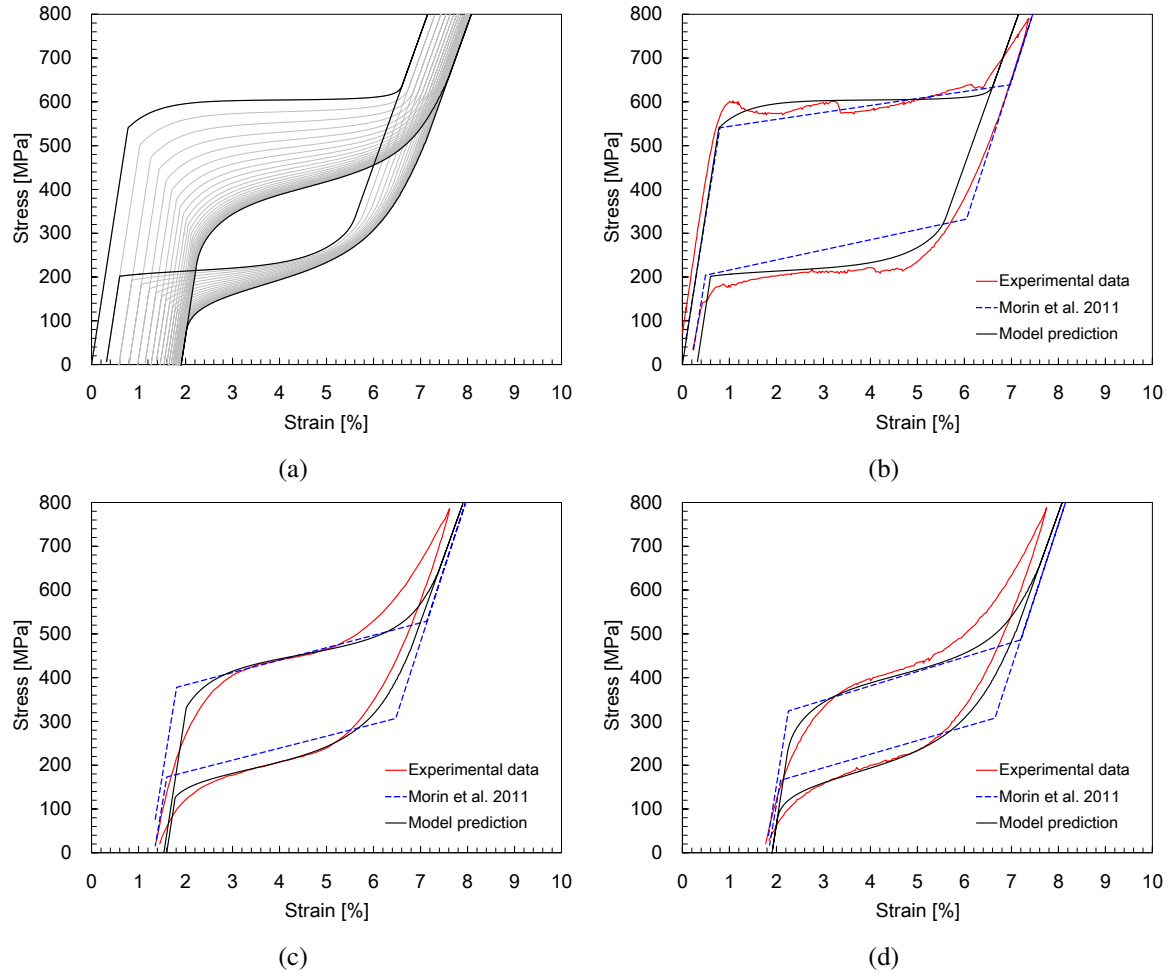 800
700
600
500
400
300
200
100
0
Stress [MPa]
0 1 2 3 4 5 6 7 8 9 10
Strain [%]
(a)
800
700
600
500
400
300
200
100
0
Stress [MPa]
Experimental data
Morin et al. 2011
Model prediction
0 1 2 3 4 5 6 7 8 9 10
Strain [%]
(b)
800
700
600
500
400
300
200
100
0
Stress [MPa]
Experimental data
Morin et al. 2011
Model prediction
0 1 2 3 4 5 6 7 8 9 10
Strain [%]
(c)
800
700
600
500
400
300
200
100
0
Stress [MPa]
Experimental data
Morin et al. 2011
Model prediction
0 1 2 3 4 5 6 7 8 9 10
Strain [%]
(d)